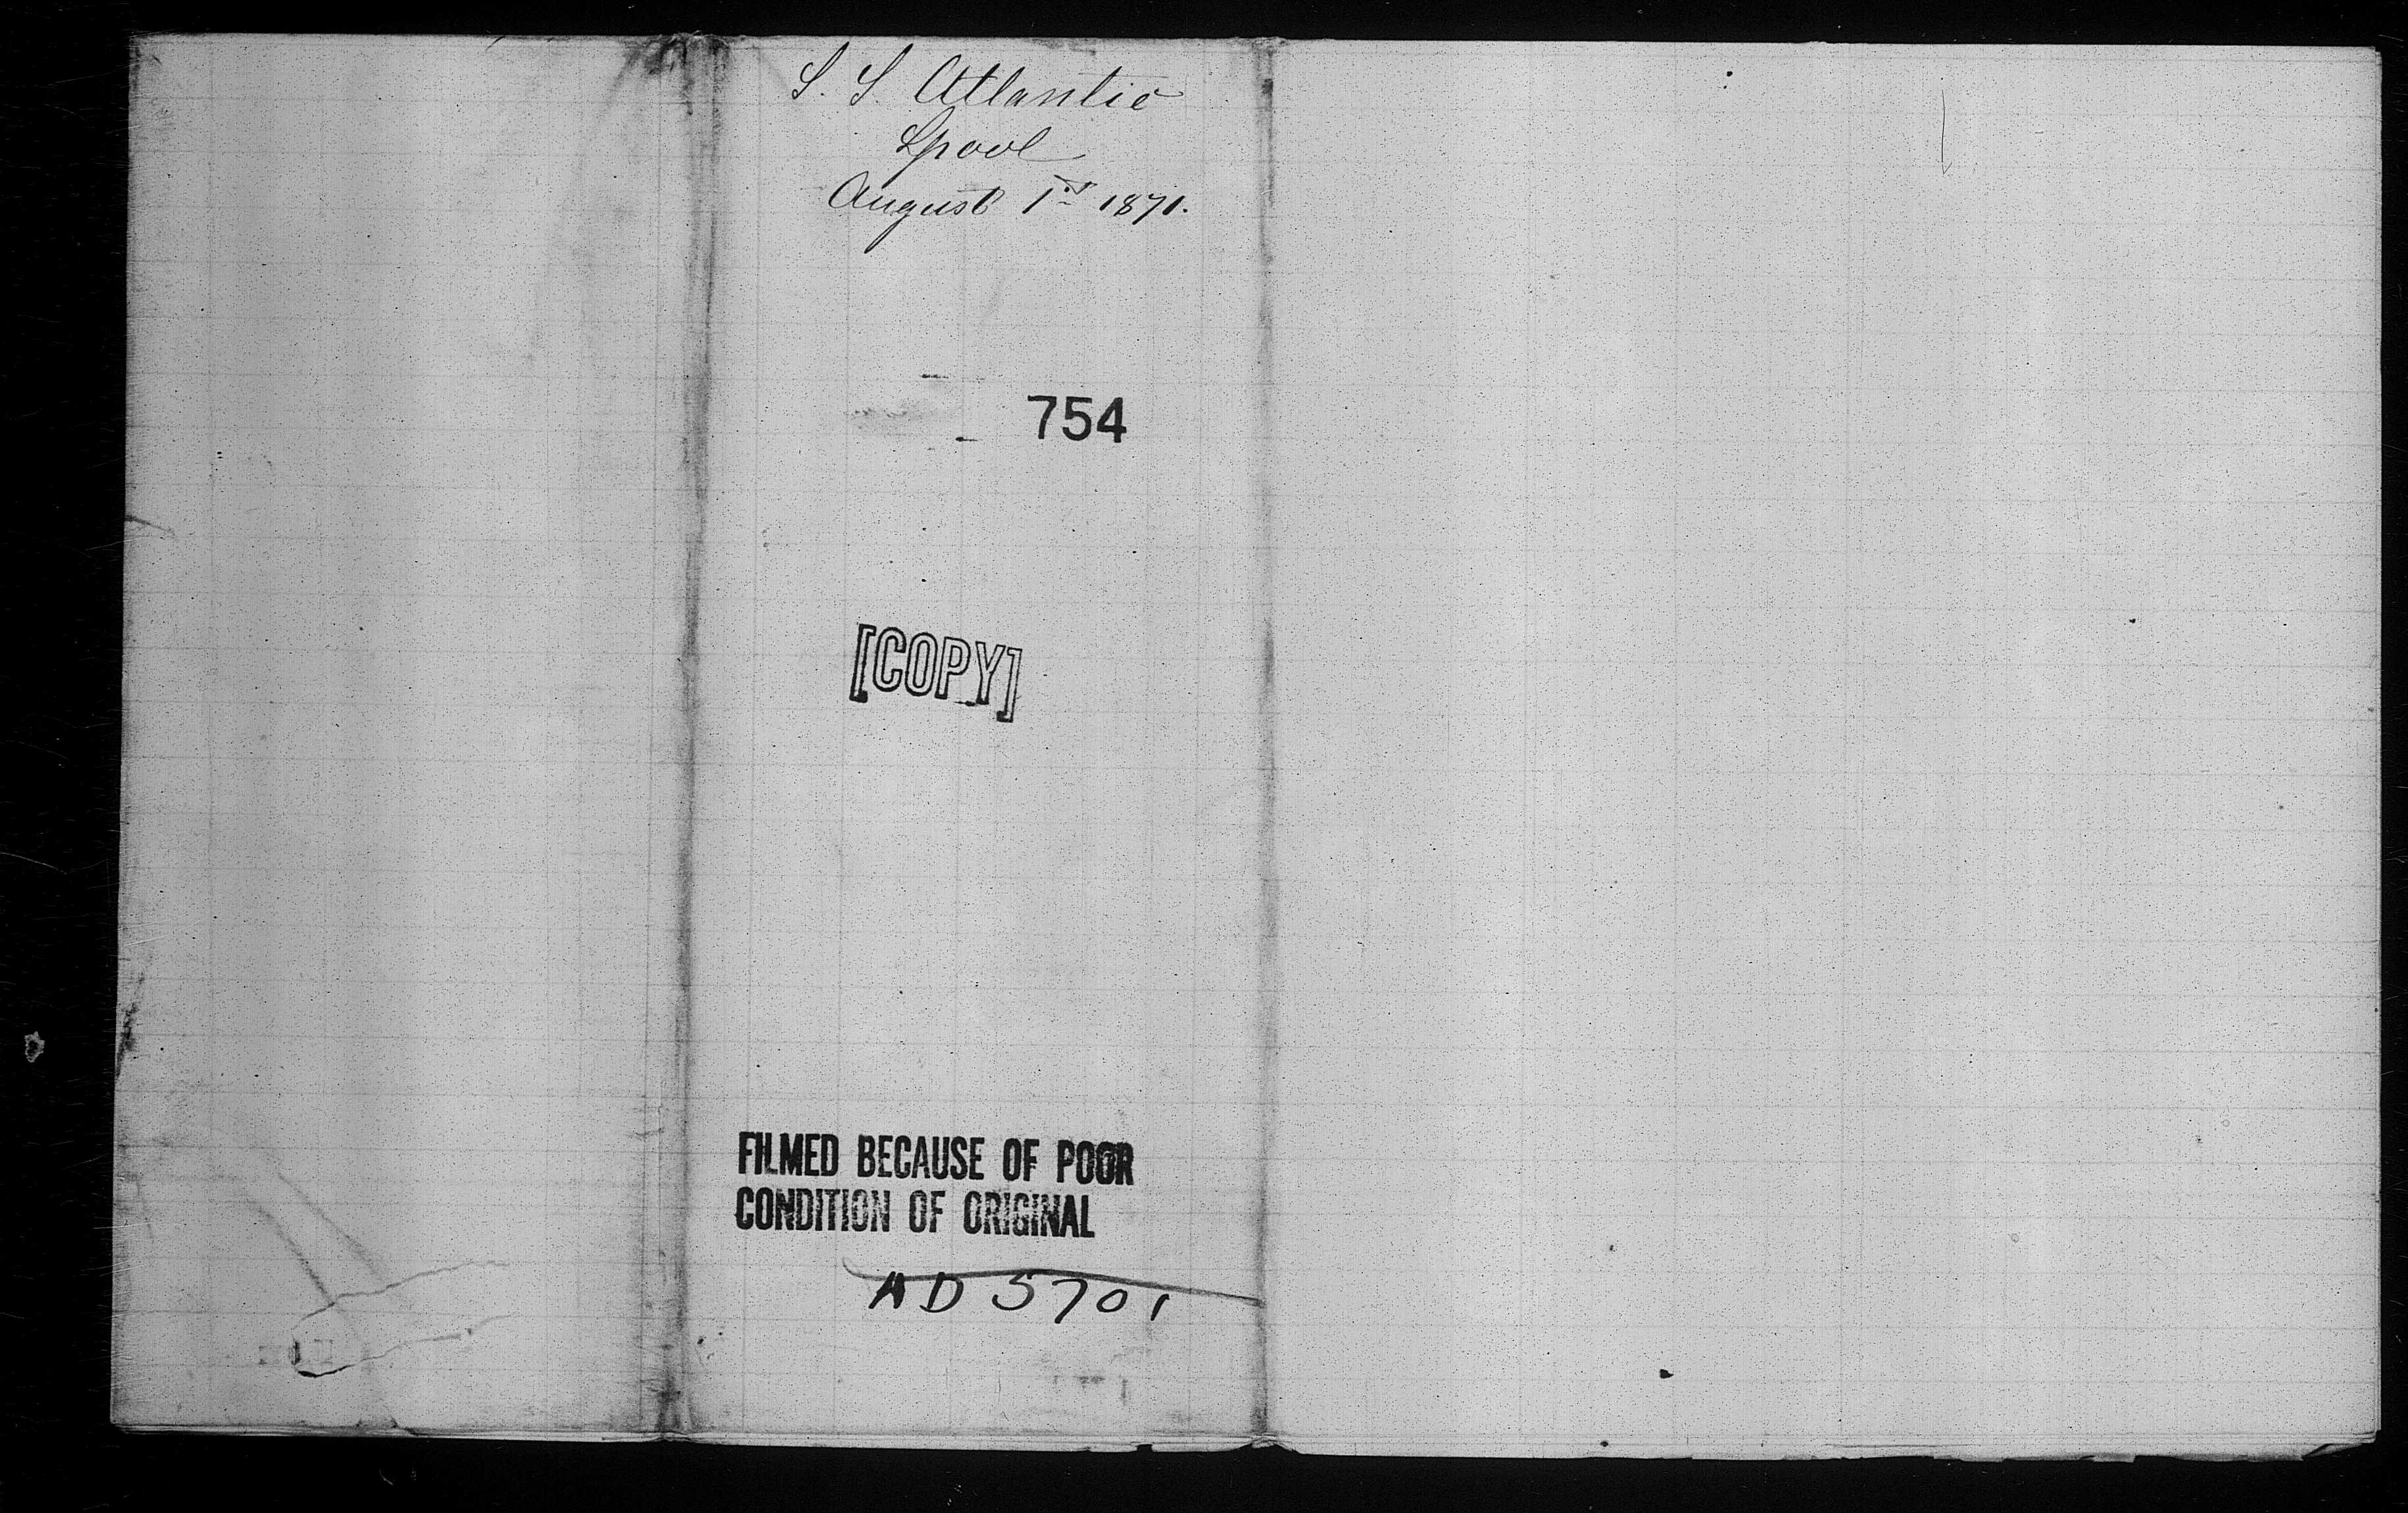 S. S. Atlantic
Lpool
August 1st 1871.
754
[COPY]
FILMED BECAUSE OF POOR
CONDITION OF ORIGINAL
AD 5701